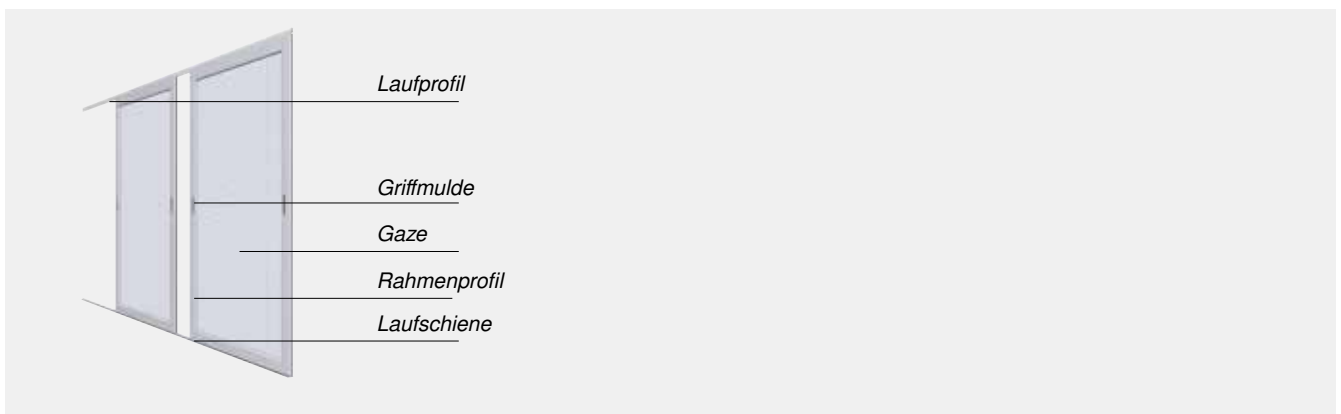 Laufprofil
Griffmulde
Gaze
Rahmenprofil
Laufschiene